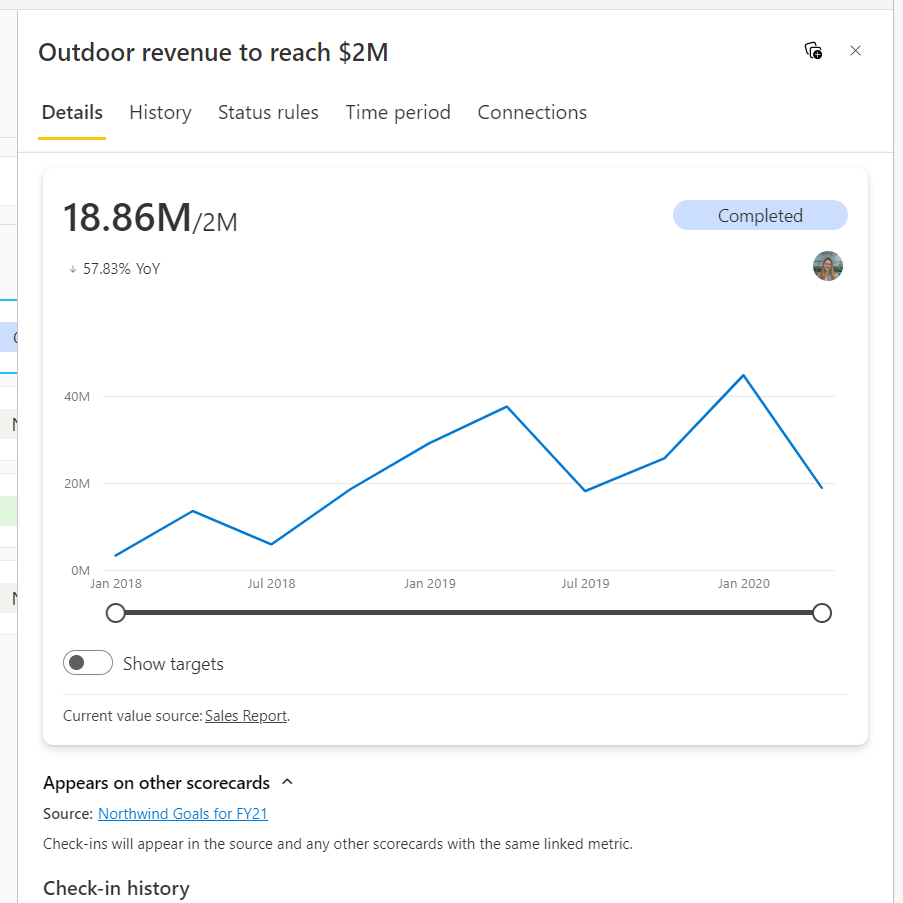 Outdoor revenue to reach $2M
Details History Status rules Time period Connections
18.86M/2M
Completed
↓ 57.83% YoY
40M
20M
0M
Jan 2018 Jul 2018 Jan 2019 Jul 2019 Jan 2020
Show targets
Current value source: Sales Report.
Appears on other scorecards
Source: Northwind Goals for FY21
Check-ins will appear in the source and any other scorecards with the same linked metric.
Check-in history